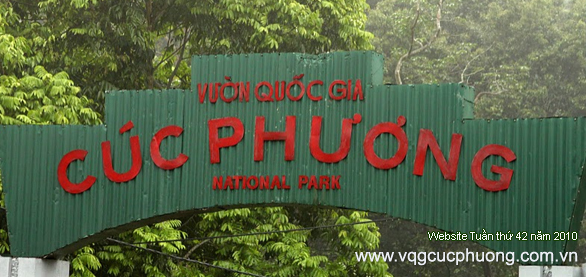 VƯỜN QUỐC GIA
CÚC PHƯƠNG
NATIONAL PARK
Website Tuần thứ 42 năm 2010
www.vqgcucphuong.com.vn